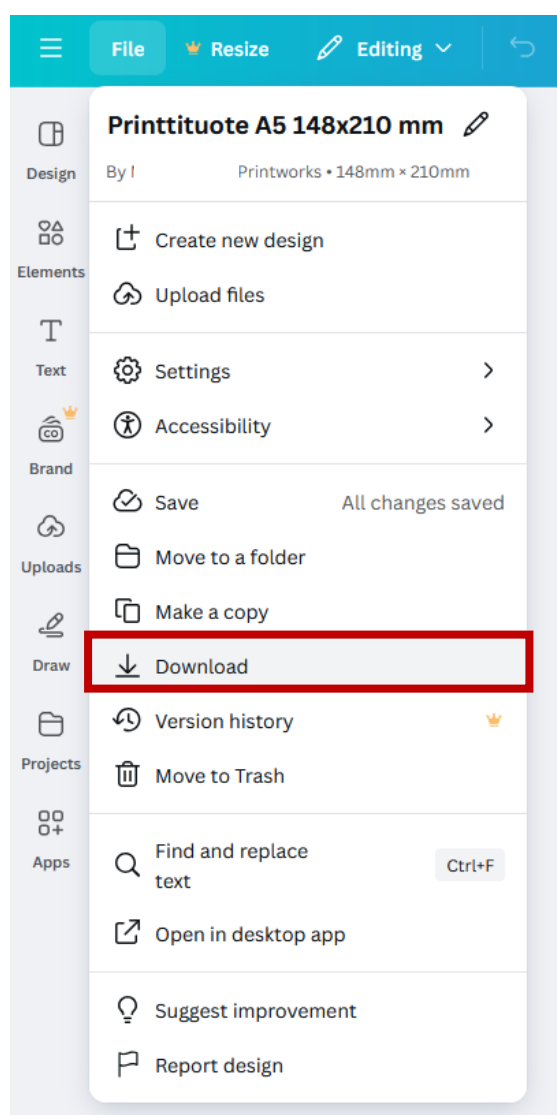 File
Resize
Editing
Design
Elements
Text
Brand
Uploads
Draw
Projects
Apps
Printtituote A5 148x210 mm
By Printworks • 148mm × 210mm
Create new design
Upload files
Settings
Accessibility
Save All changes saved
Move to a folder
Make a copy
Download
Version history
Move to Trash
Find and replace
text
Ctrl+F
Open in desktop app
Suggest improvement
Report design
CO